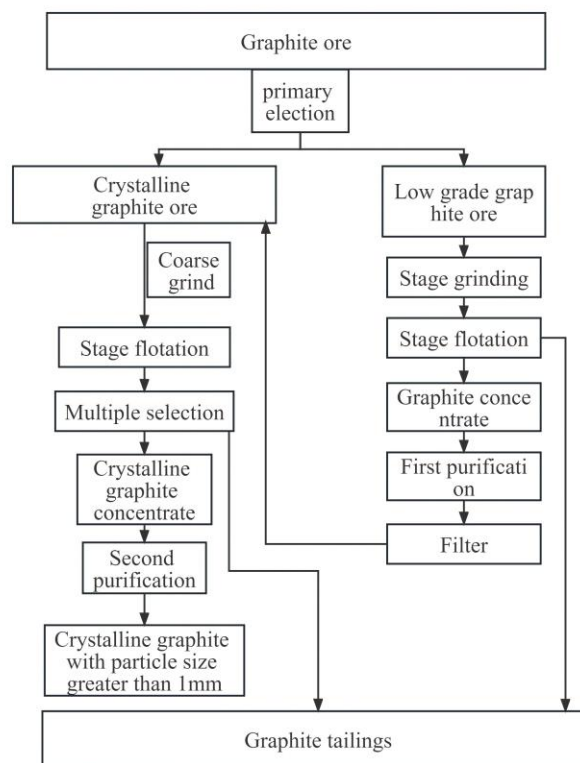 Graphite ore
primary
election
Crystalline
graphite ore
Low grade grap
hite ore
Coarse
grind
Stage grinding
Stage flotation
Stage flotation
Multiple selection
Graphite conce
ntrate
Crystalline
graphite
concentrate
First purificati
on
Second
purification
Filter
Crystalline graphite
with particle size
greater than 1mm
Graphite tailings